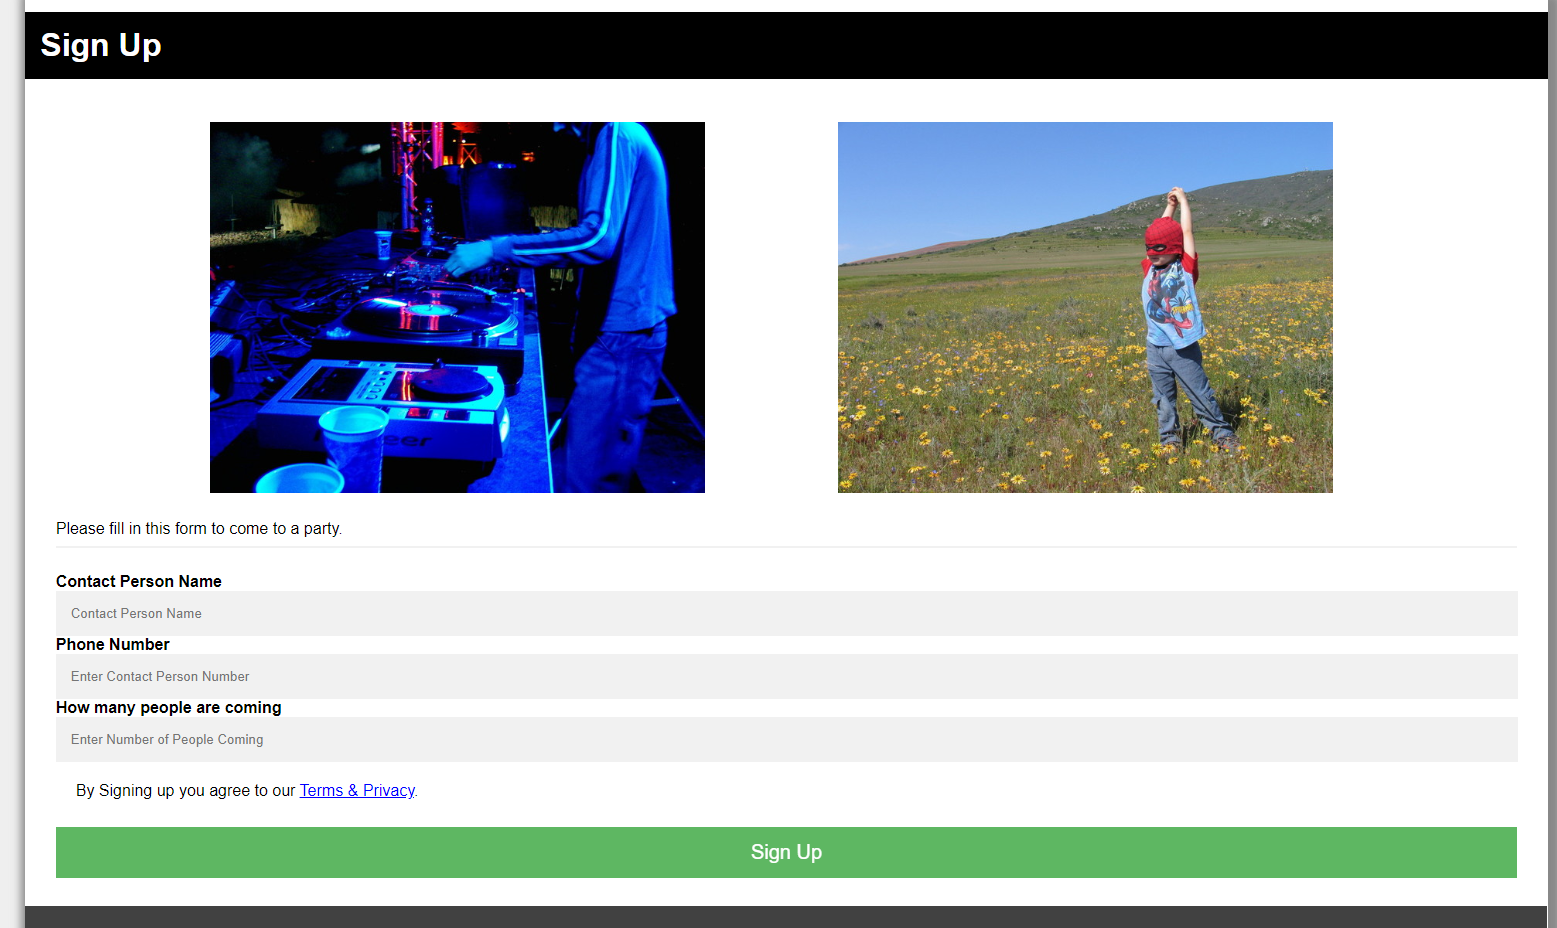 Sign Up
Please fill in this form to come to a party.
Contact Person Name
Contact Person Name
Phone Number
Enter Contact Person Number
How many people are coming
Enter Number of People Coming
By Signing up you agree to our Terms & Privacy.
Sign Up